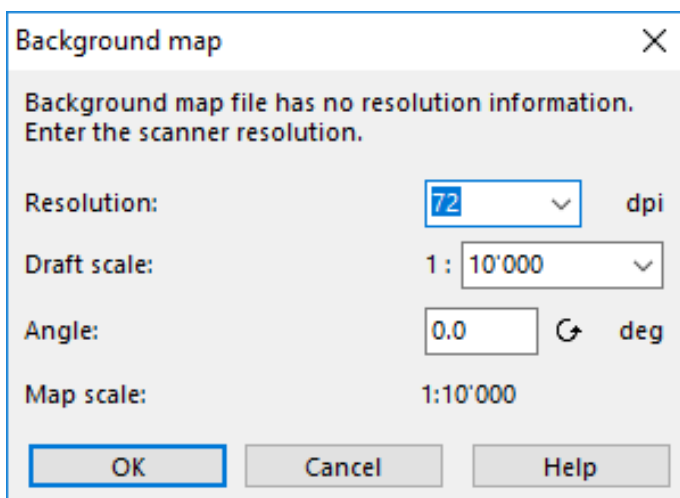 Background map
Background map file has no resolution information.
Enter the scanner resolution.
Resolution: 72 dpi
Draft scale: 1 : 10'000
Angle: 0.0 deg
Map scale: 1:10'000
OK Cancel Help